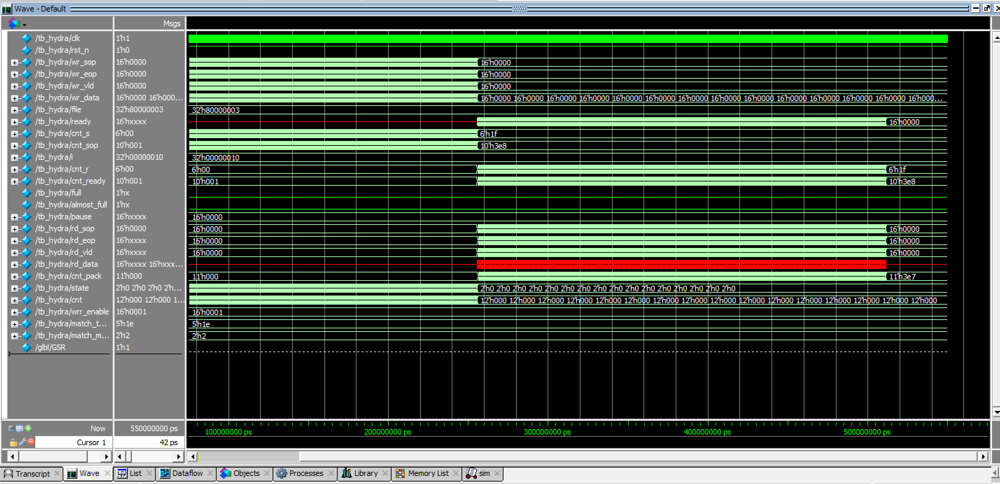 Wave - Default
Msgs
/tb_hydra/clk 1'h1
/tb_hydra/rst_n 1'h0
/tb_hydra/wr_sop 16'h0000 16'h0000
/tb_hydra/wr_eop 16'h0000 16'h0000
/tb_hydra/wr_vld 16'h0000 16'h0000
/tb_hydra/wr_data 16'h0000 16'h000... 16'h0000 16'h0000 16'h0000 16'h0000 16'h0000 16'h0000 16'h0000 16'h0000 16'h0000 16'h0000 16'h0000 16'h0000 16'h0000 16'h000...
/tb_hydra/file 32'h80000003 32'h80000003
/tb_hydra/ready 16'hxxxx 16'h0000
/tb_hydra/cnt_s 6'h00 6'h1f
/tb_hydra/cnt_sop 10'h001 10'h3e8
/tb_hydra/i 32'h00000010 32'h00000010
/tb_hydra/cnt_r 6'h00 6'h00 6'h1f
/tb_hydra/cnt_ready 10'h001 10'h001 10'h3e8
/tb_hydra/full 1'hx
/tb_hydra/almost_full 1'hx
/tb_hydra/pause 16'hxxxx 16'h0000
/tb_hydra/rd_sop 16'h0000 16'h0000 16'h0000
/tb_hydra/rd_eop 16'hxxxx 16'h0000 16'h0000
/tb_hydra/rd_vld 16'hxxxx 16'h0000 16'h0000
/tb_hydra/rd_data 16'hxxxx 16'hxxx...
/tb_hydra/cnt_pack 11'h000 11'h000 11'h3e7
/tb_hydra/state 2'h0 2'h0 2'h0 2'h... 2'h0 2'h0 2'h0 2'h0 2'h0 2'h0 2'h0 2'h0 2'h0 2'h0 2'h0 2'h0 2'h0 2'h0 2'h0 2'h0
/tb_hydra/cnt 12'h000 12'h000 1... 12'h000 12'h000 12'h000 12'h000 12'h000 12'h000 12'h000 12'h000 12'h000 12'h000 12'h000 12'h000 12'h000 12'h000 12'h000 12'h000
/tb_hydra/wrr_enable 16'h0001 16'h0001
/tb_hydra/match_t... 5'h1e 5'h1e
/tb_hydra/match_m... 2'h2 2'h2
/glbl/GSR 1'h1
Now 550000000 ps 100000000 ps 200000000 ps 300000000 ps 400000000 ps 500000000 ps
Cursor 1 42 ps
Transcript Wave List Dataflow Objects Processes Library Memory List sim